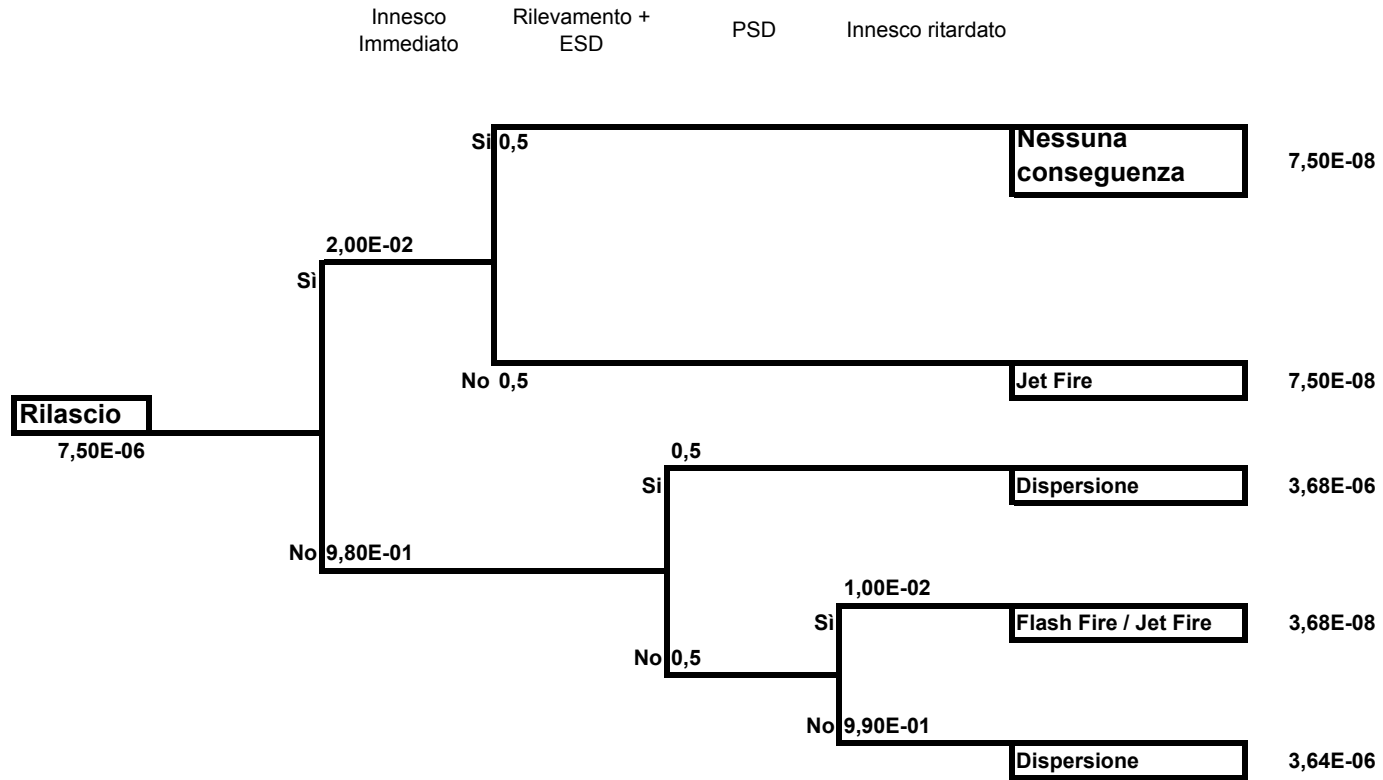 Innesco
Immediato
Rilevamento +
ESD
PSD
Innesco ritardato
Si 0,5
Nessuna
conseguenza
7,50E-08
2,00E-02
Sì
No 0,5
Jet Fire
7,50E-08
Rilascio
7,50E-06
0,5
Si
Dispersione
3,68E-06
No 9,80E-01
1,00E-02
Sì
Flash Fire / Jet Fire
3,68E-08
No 0,5
No 9,90E-01
Dispersione
3,64E-06